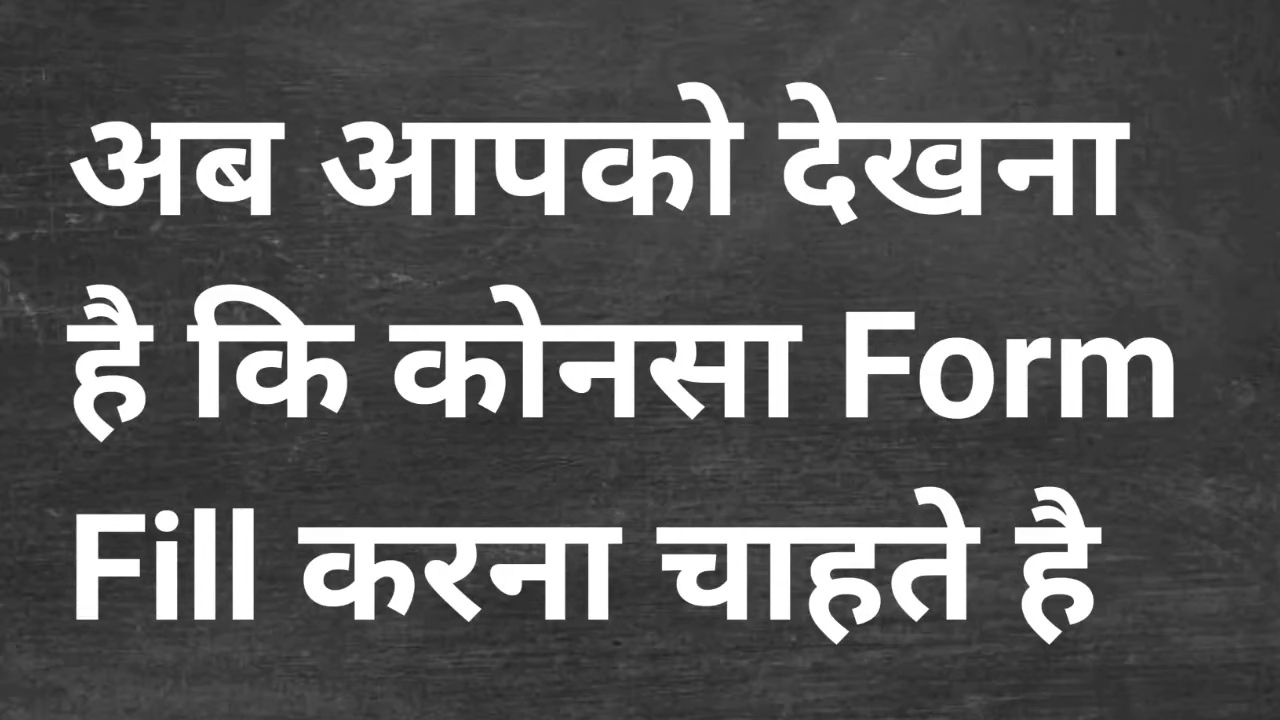 अब आपको देखना
है कि कोनसा Form
Fill करना चाहते है